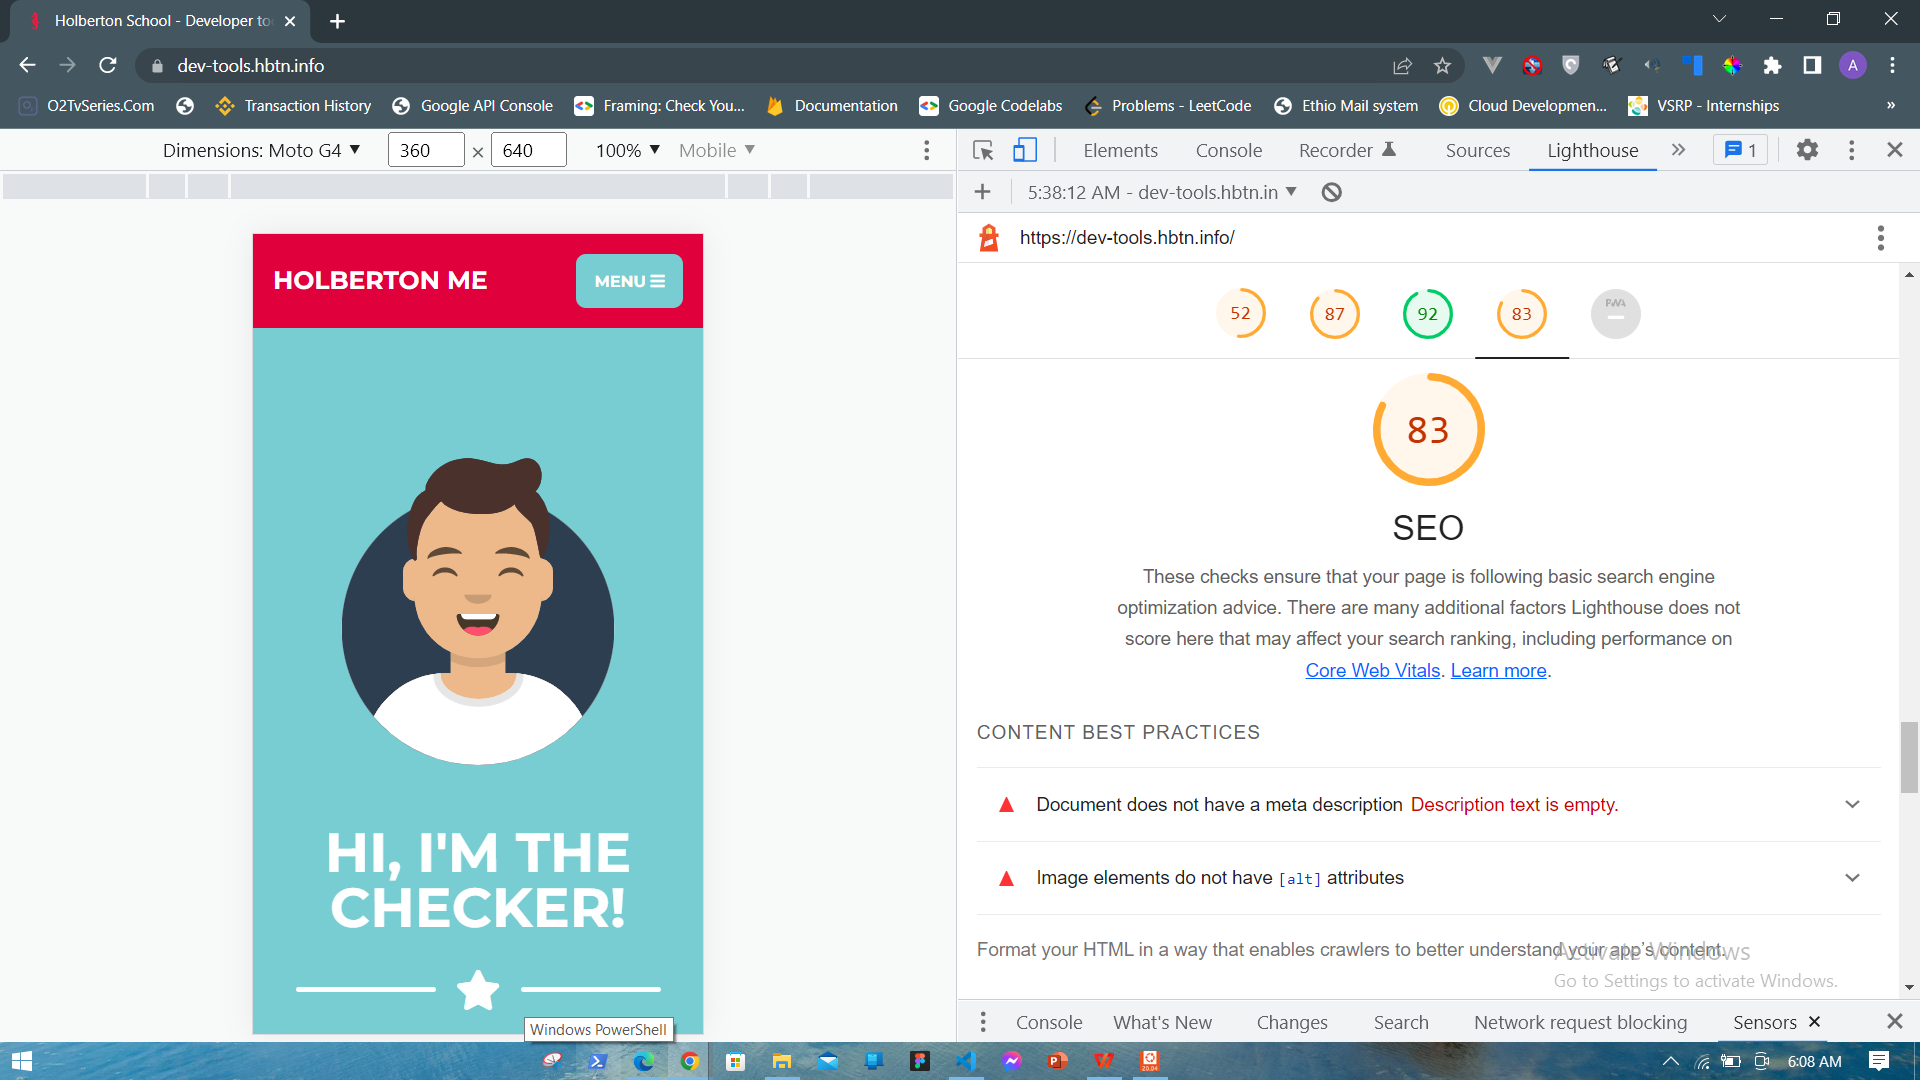 Holberton School - Developer to
dev-tools.hbtn.info
A
O2TvSeries.Com
Transaction History
Google API Console
Framing: Check You...
Documentation
Google Codelabs
Problems - LeetCode
Ethio Mail system
Cloud Developmen...
VSRP - Internships
»
Dimensions: Moto G4 ▼ 360 × 640 100% ▼ Mobile ▼
Elements Console Recorder Sources Lighthouse » 1
5:38:12 AM - dev-tools.hbtn.in ▼
https://dev-tools.hbtn.info/
52 87 92 83 PWA
HOLBERTON ME
MENU
HI, I'M THE
CHECKER!
83
SEO
These checks ensure that your page is following basic search engine
optimization advice. There are many additional factors Lighthouse does not
score here that may affect your search ranking, including performance on
Core Web Vitals. Learn more.
CONTENT BEST PRACTICES
Document does not have a meta description Description text is empty.
Image elements do not have [alt] attributes
Format your HTML in a way that enables crawlers to better understand your app's content.
Activate Windows
Go to Settings to activate Windows.
Console What's New Changes Search Network request blocking Sensors
Windows PowerShell
20.04
6:08 AM